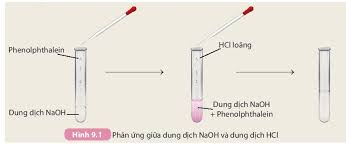 Phenolphthalein
Dung dịch NaOH
HCl loãng
Dung dịch NaOH
+ Phenolphthalein
Hình 9.1 Phản ứng giữa dung dịch NaOH và dung dịch HCl